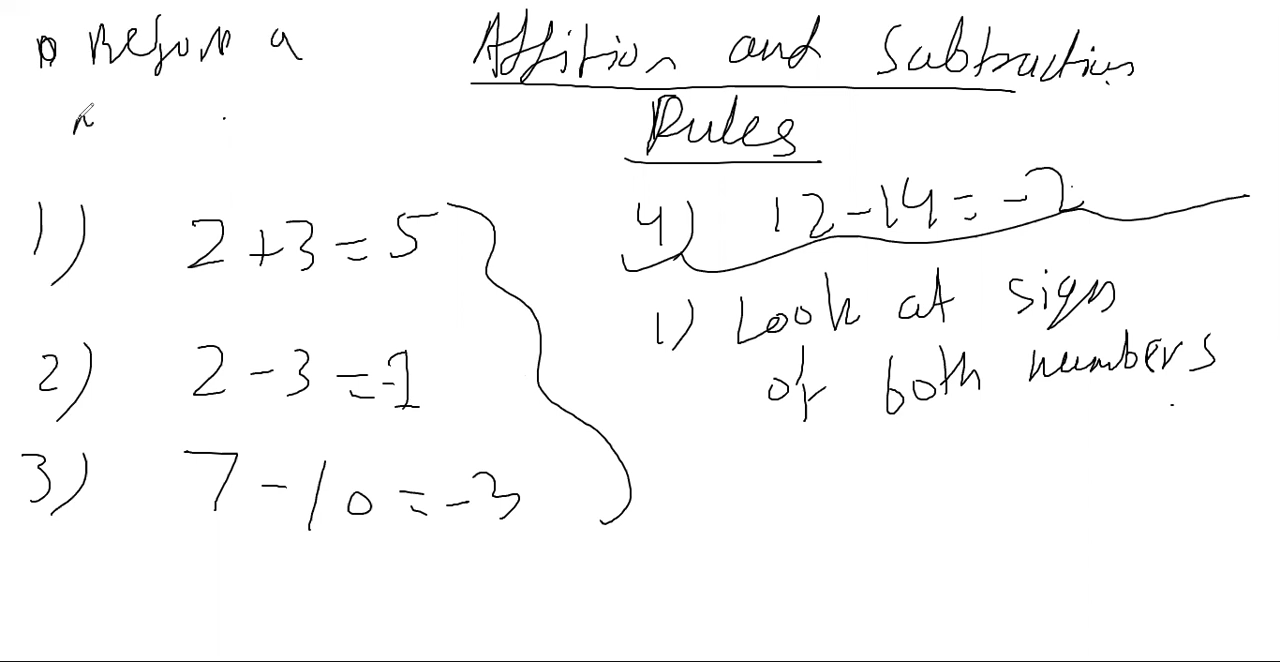 Before a
Addition and Subtraction
Rules
1) 2+3=5
2) 2-3=-1
3) 7-10=-3
4) 12-14=-2
1) Look at sign
of both numbers